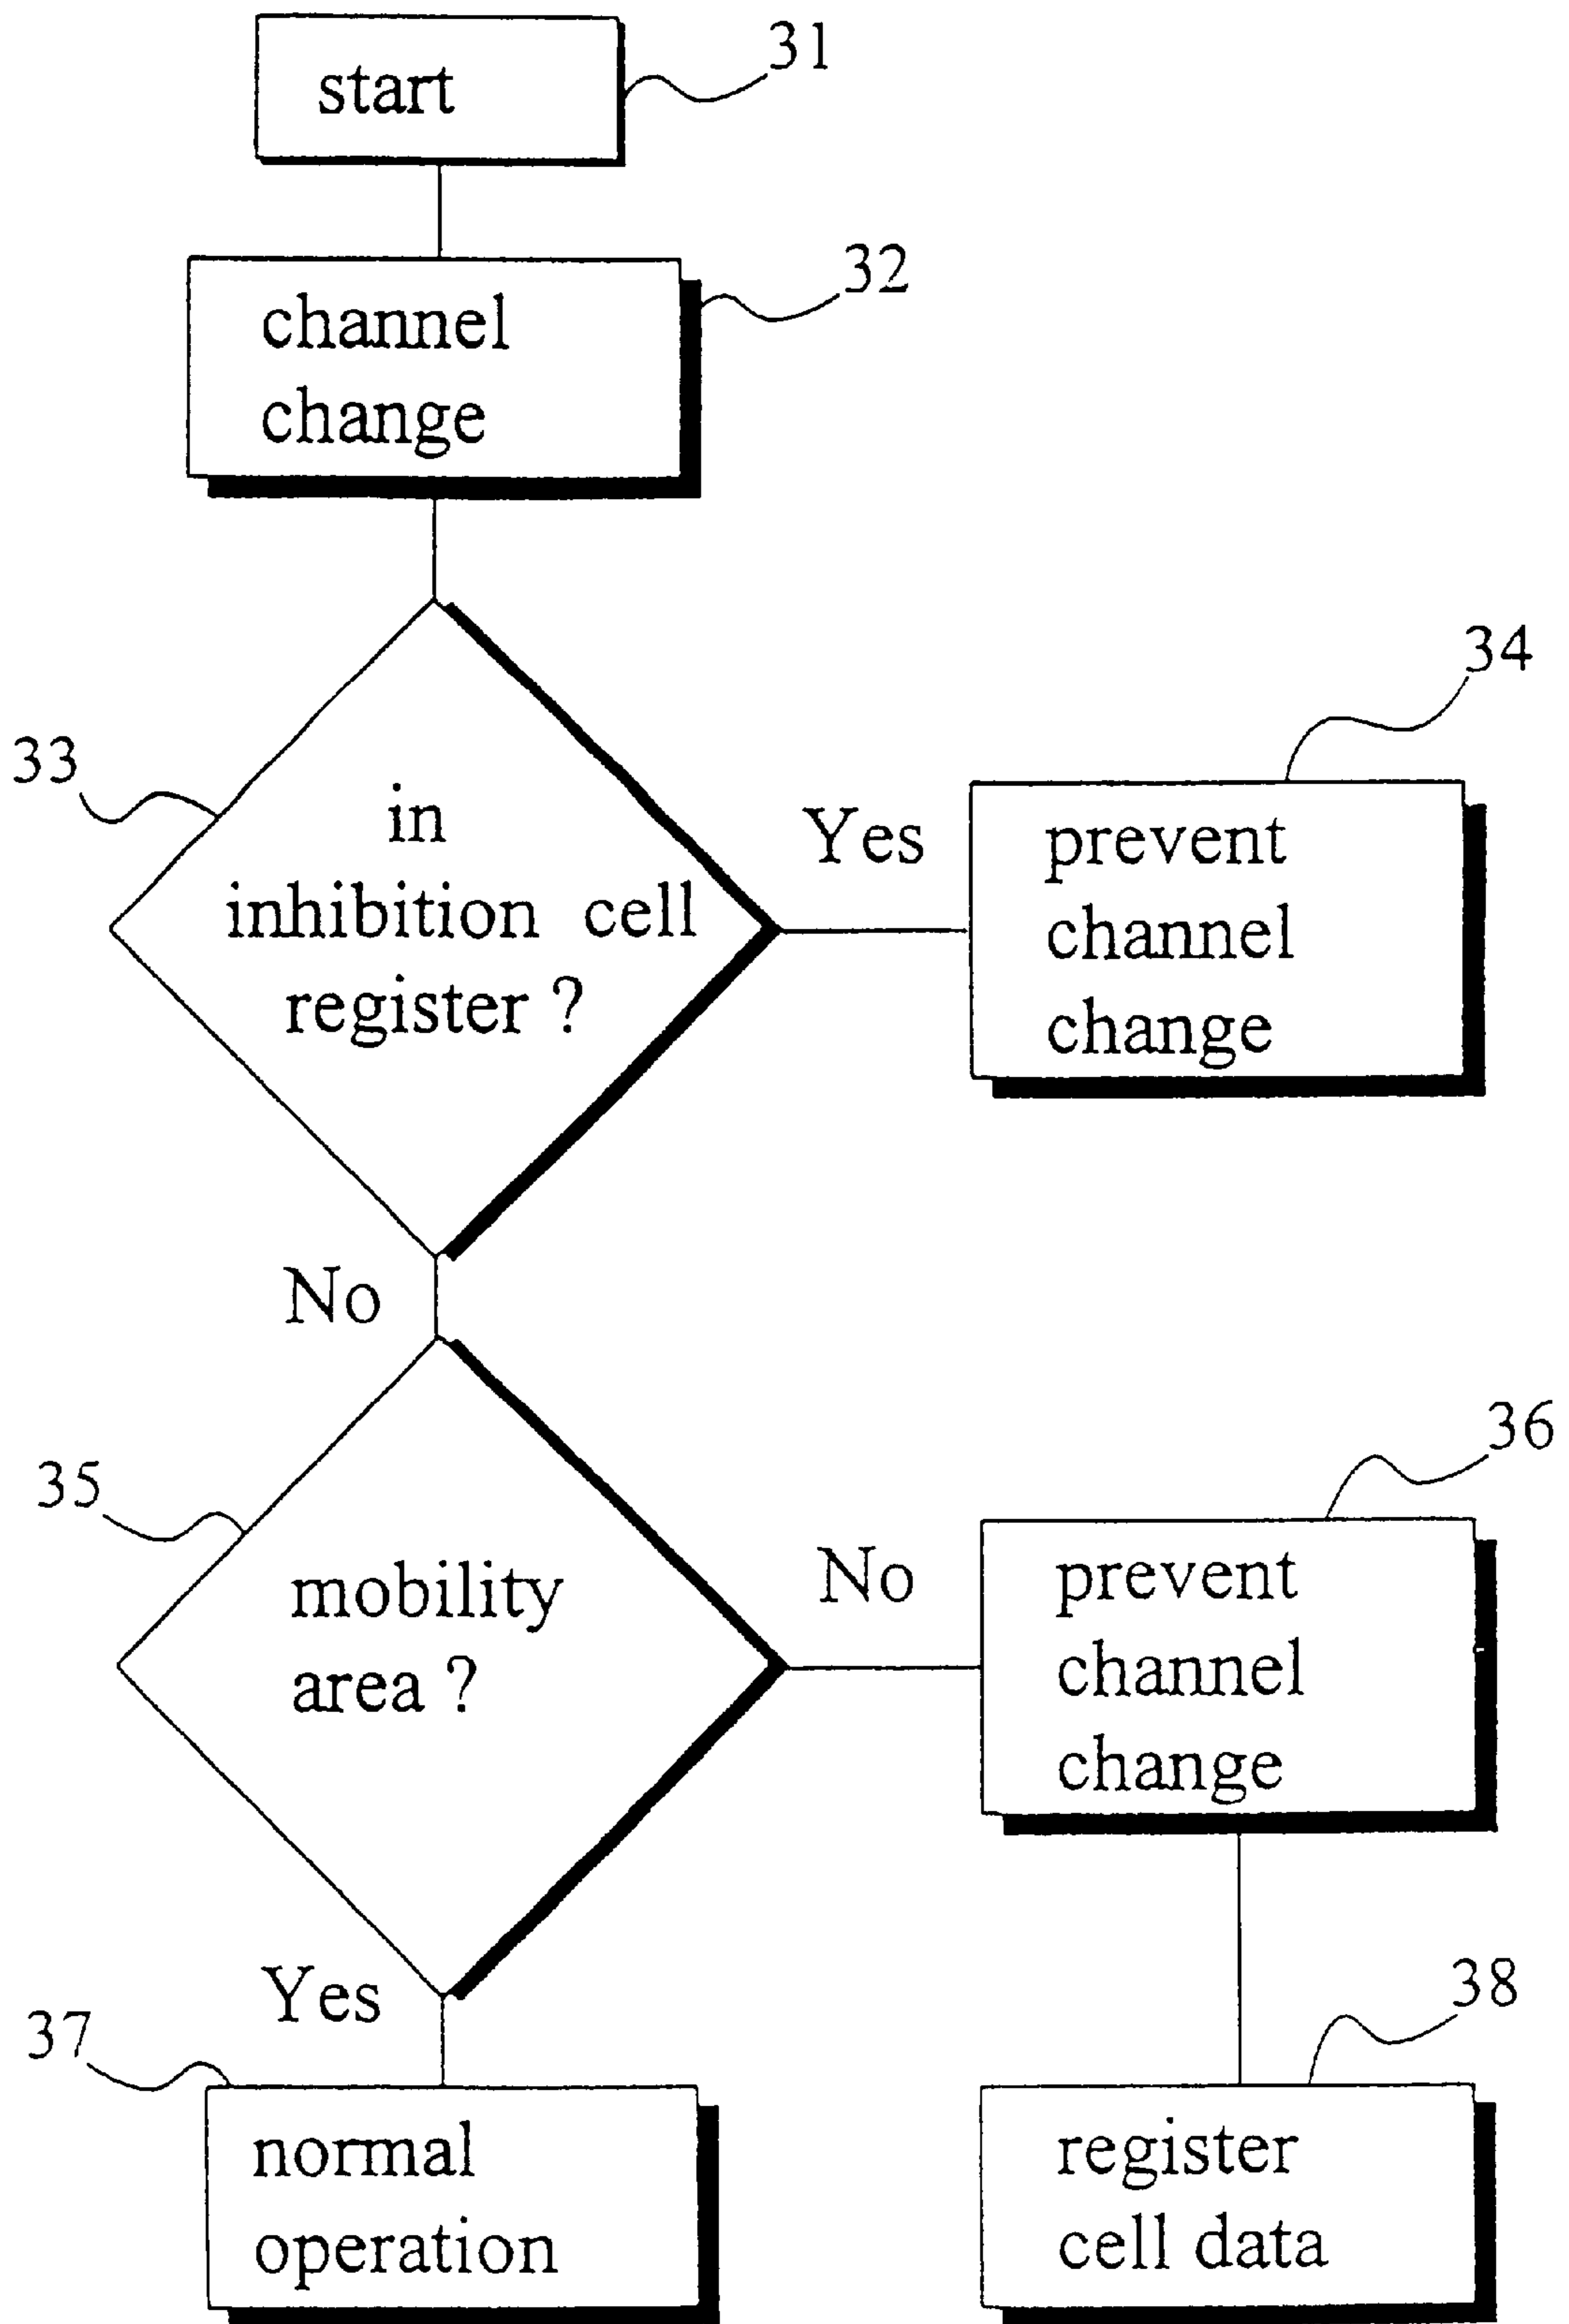 31
start
32
channel
change
33
in
inhibition cell
register ?
Yes
34
prevent
channel
change
No
35
mobility
area ?
No
36
prevent
channel
change
Yes
37
normal
operation
38
register
cell data